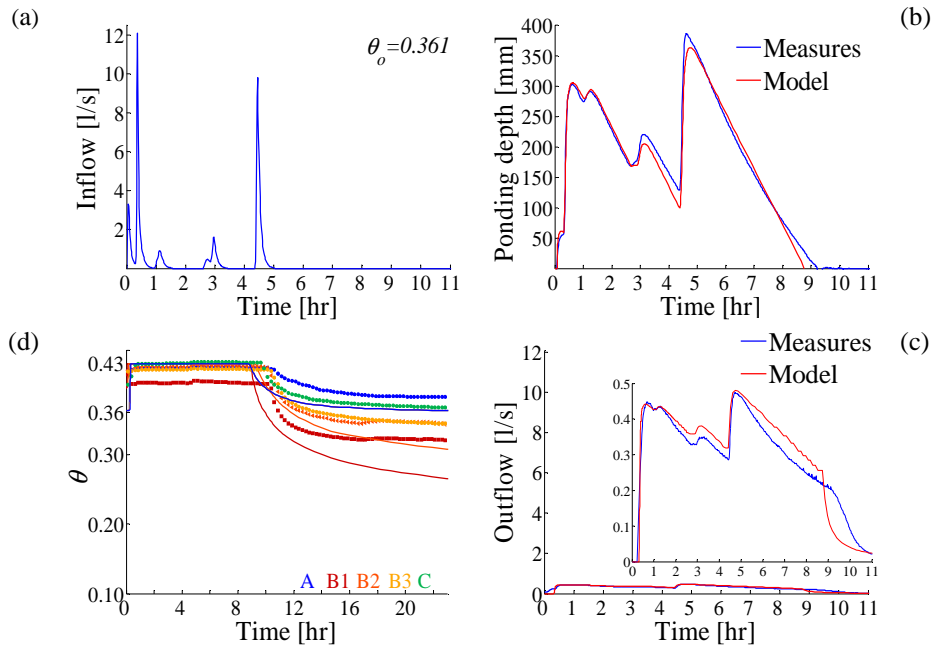 (a)
θo=0.361
Inflow [l/s]
12
10
8
6
4
2
0 1 2 3 4 5 6 7 8 9 10 11
Time [hr]
(b)
Measures
Model
Ponding depth [mm]
400
350
300
250
200
150
100
50
0 1 2 3 4 5 6 7 8 9 10 11
Time [hr]
(d)
θ
0.43
0.36
0.30
0.20
0.10
A B1 B2 B3 C
0 4 8 12 16 20
Time [hr]
(c)
Measures
Model
Outflow [l/s]
12
10
8
6
4
2
0
0 1 2 3 4 5 6 7 8 9 10 11
Time [hr]
0.5
0.4
0.3
0.2
0.1
0
0 1 2 3 4 5 6 7 8 9 10 11